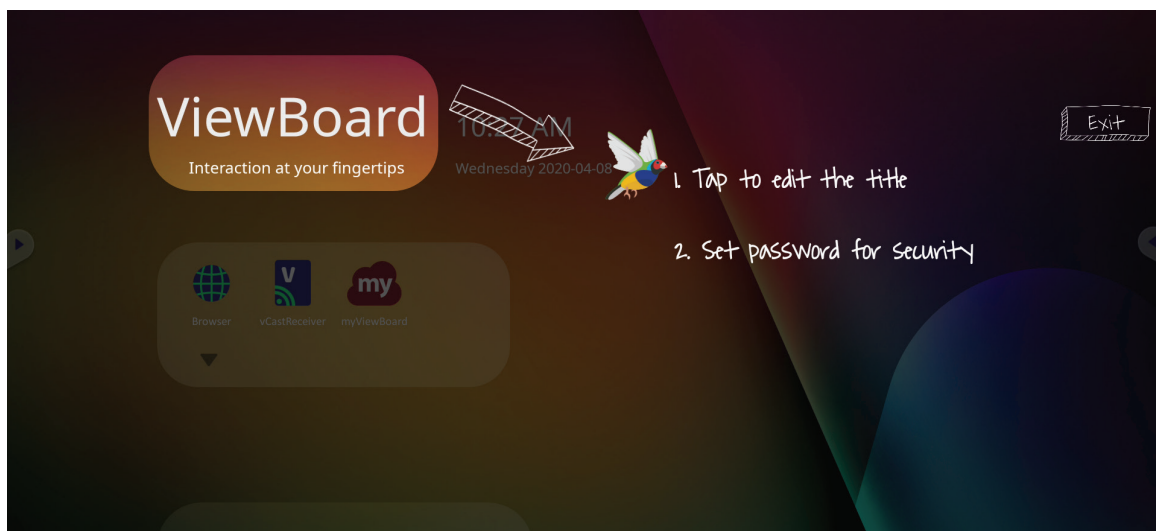 ViewBoard
Interaction at your fingertips
10:27 AM
Wednesday 2020-04-08
Exit
1. Tap to edit the title
2. Set password for security
Browser
vCastReceiver
myViewBoard
V
my